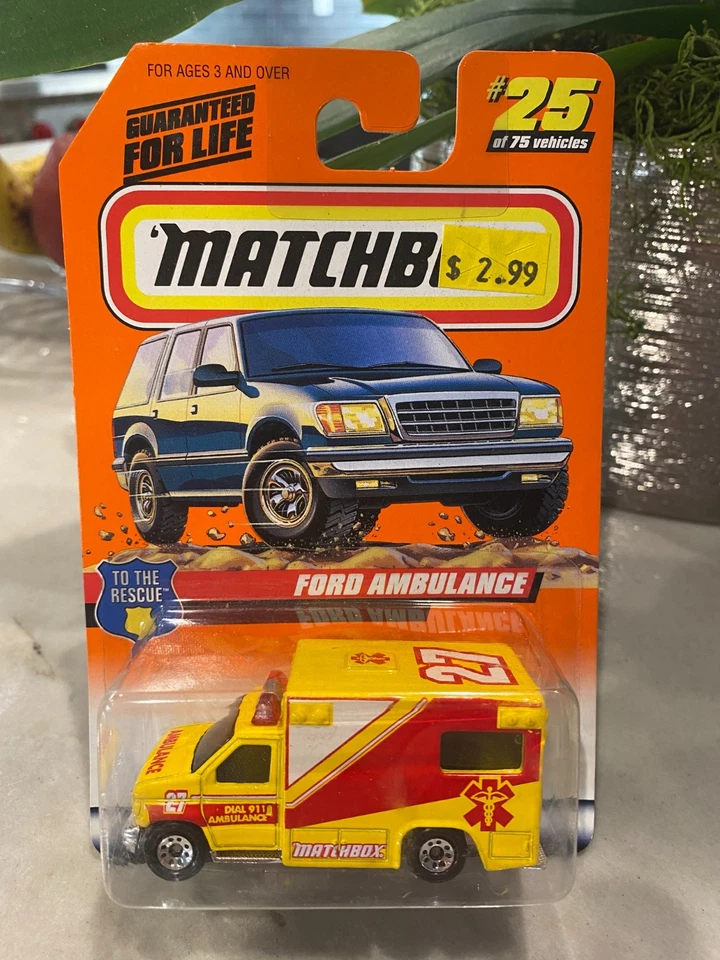 FOR AGES 3 AND OVER
GUARANTEED
FOR LIFE
#25
of 75 vehicles
'MATCHB
$ 2.99
TO THE
RESCUE™
FORD AMBULANCE
27
AMBULANCE
27
DIAL 911
AMBULANCE
MATCHBOX